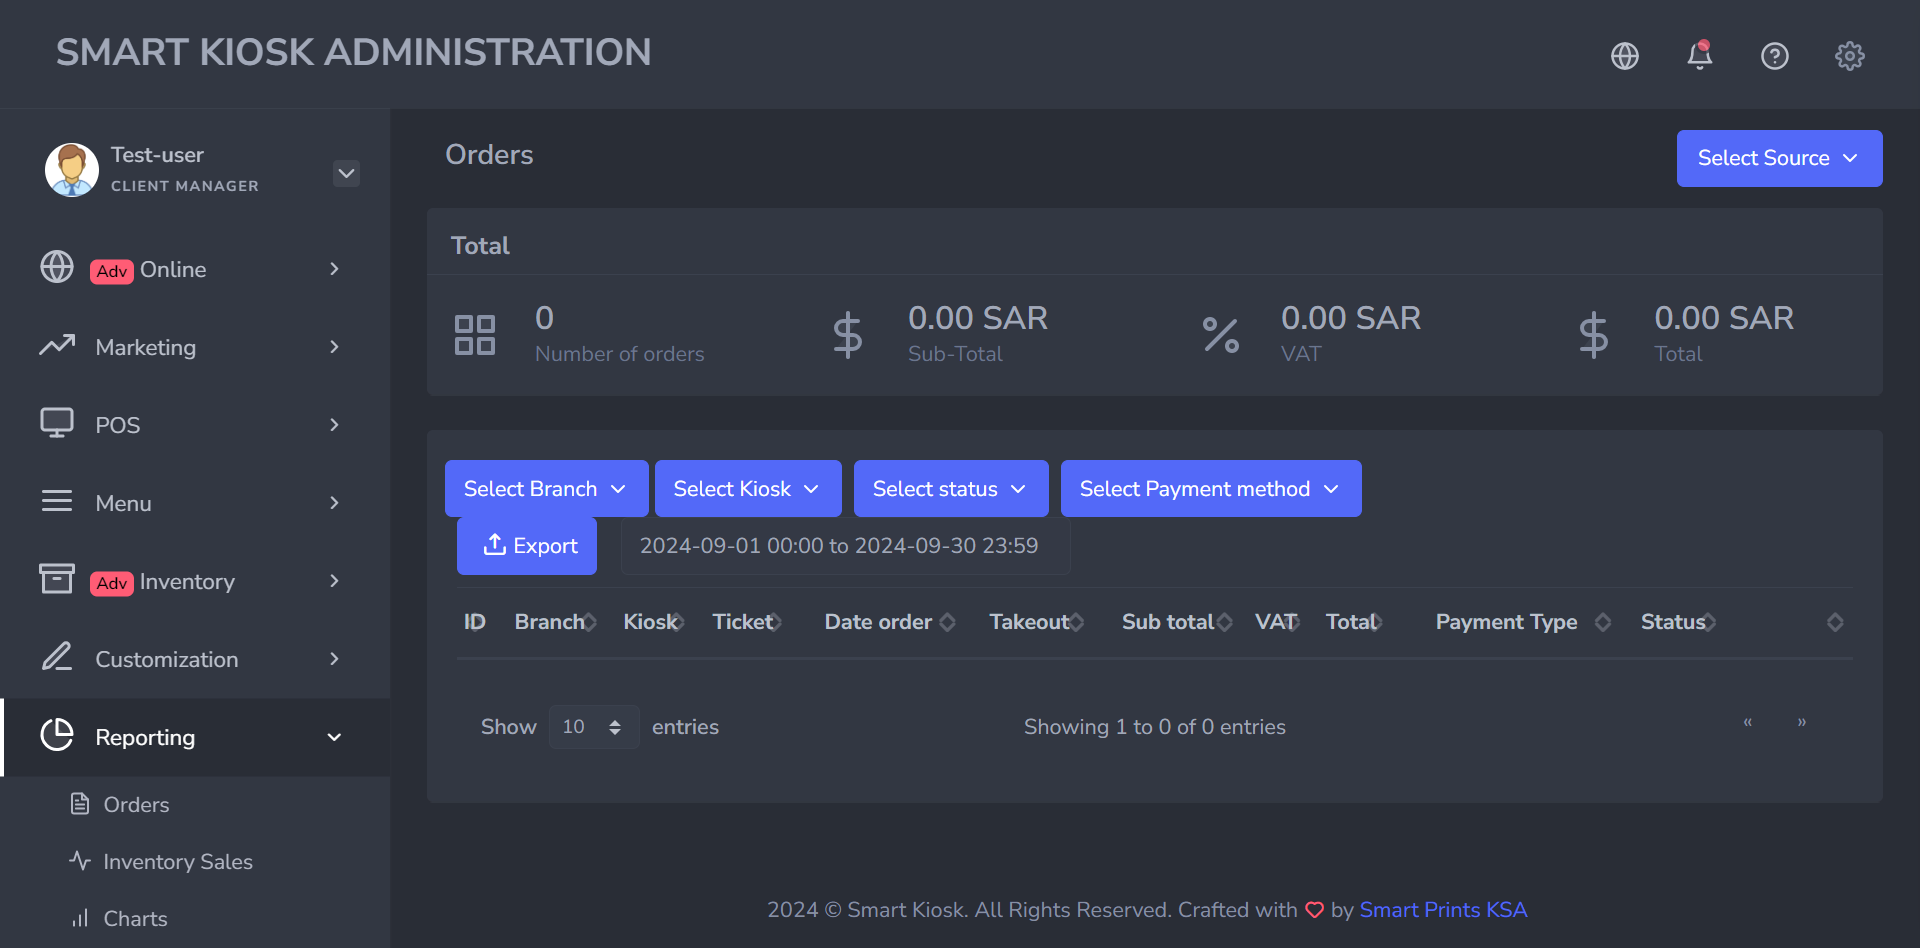 SMART KIOSK ADMINISTRATION
Test-user
CLIENT MANAGER
Adv Online
Marketing
POS
Menu
Adv Inventory
Customization
Reporting
Orders
Inventory Sales
Charts
Orders
Select Source
Total
0
Number of orders
0.00 SAR
Sub-Total
0.00 SAR
VAT
0.00 SAR
Total
Select Branch Select Kiosk Select status Select Payment method
Export 2024-09-01 00:00 to 2024-09-30 23:59
ID Branch Kiosk Ticket Date order Takeout Sub total VAT Total Payment Type Status
Show 10 entries Showing 1 to 0 of 0 entries « »
2024 © Smart Kiosk. All Rights Reserved. Crafted with by Smart Prints KSA